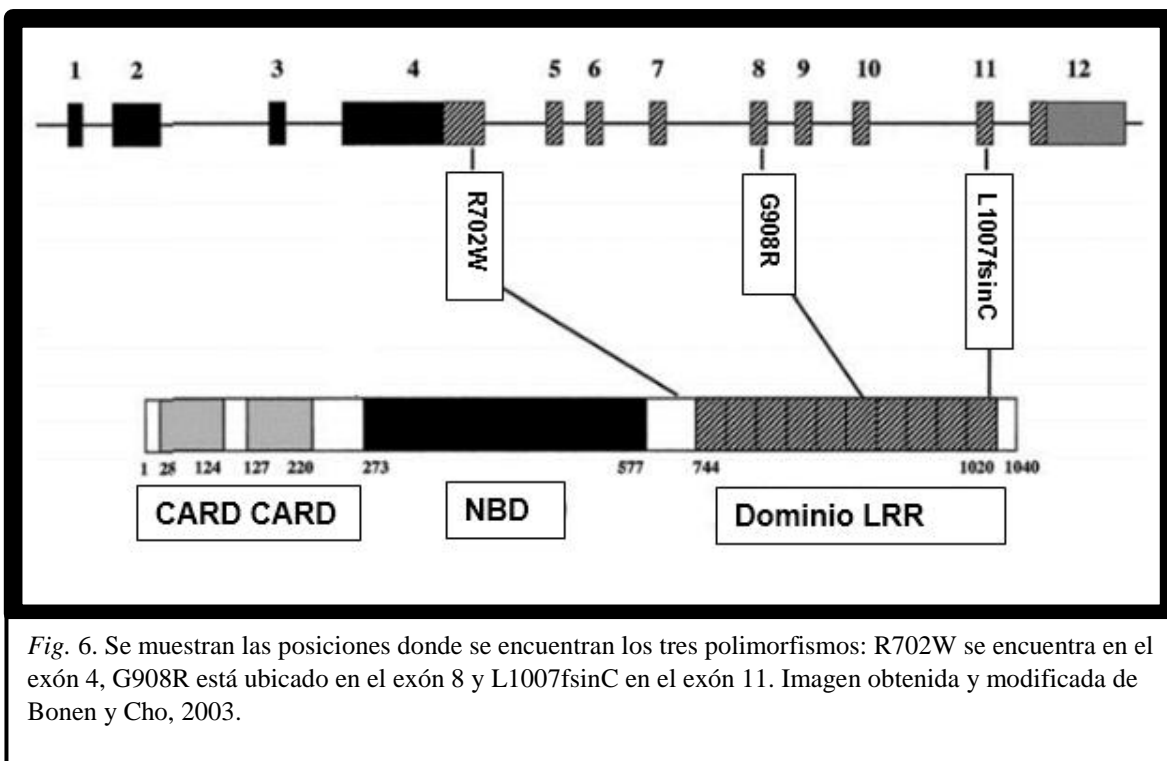 1 2 3 4 5 6 7 8 9 10 11 12
R702W
G908R
L1007fsinC
1 28 124 127 220 273 577 744 1020 1040
CARD CARD
NBD
Dominio LRR
Fig. 6. Se muestran las posiciones donde se encuentran los tres polimorfismos: R702W se encuentra en el
exón 4, G908R está ubicado en el exón 8 y L1007fsinC en el exón 11. Imagen obtenida y modificada de
Bonen y Cho, 2003.